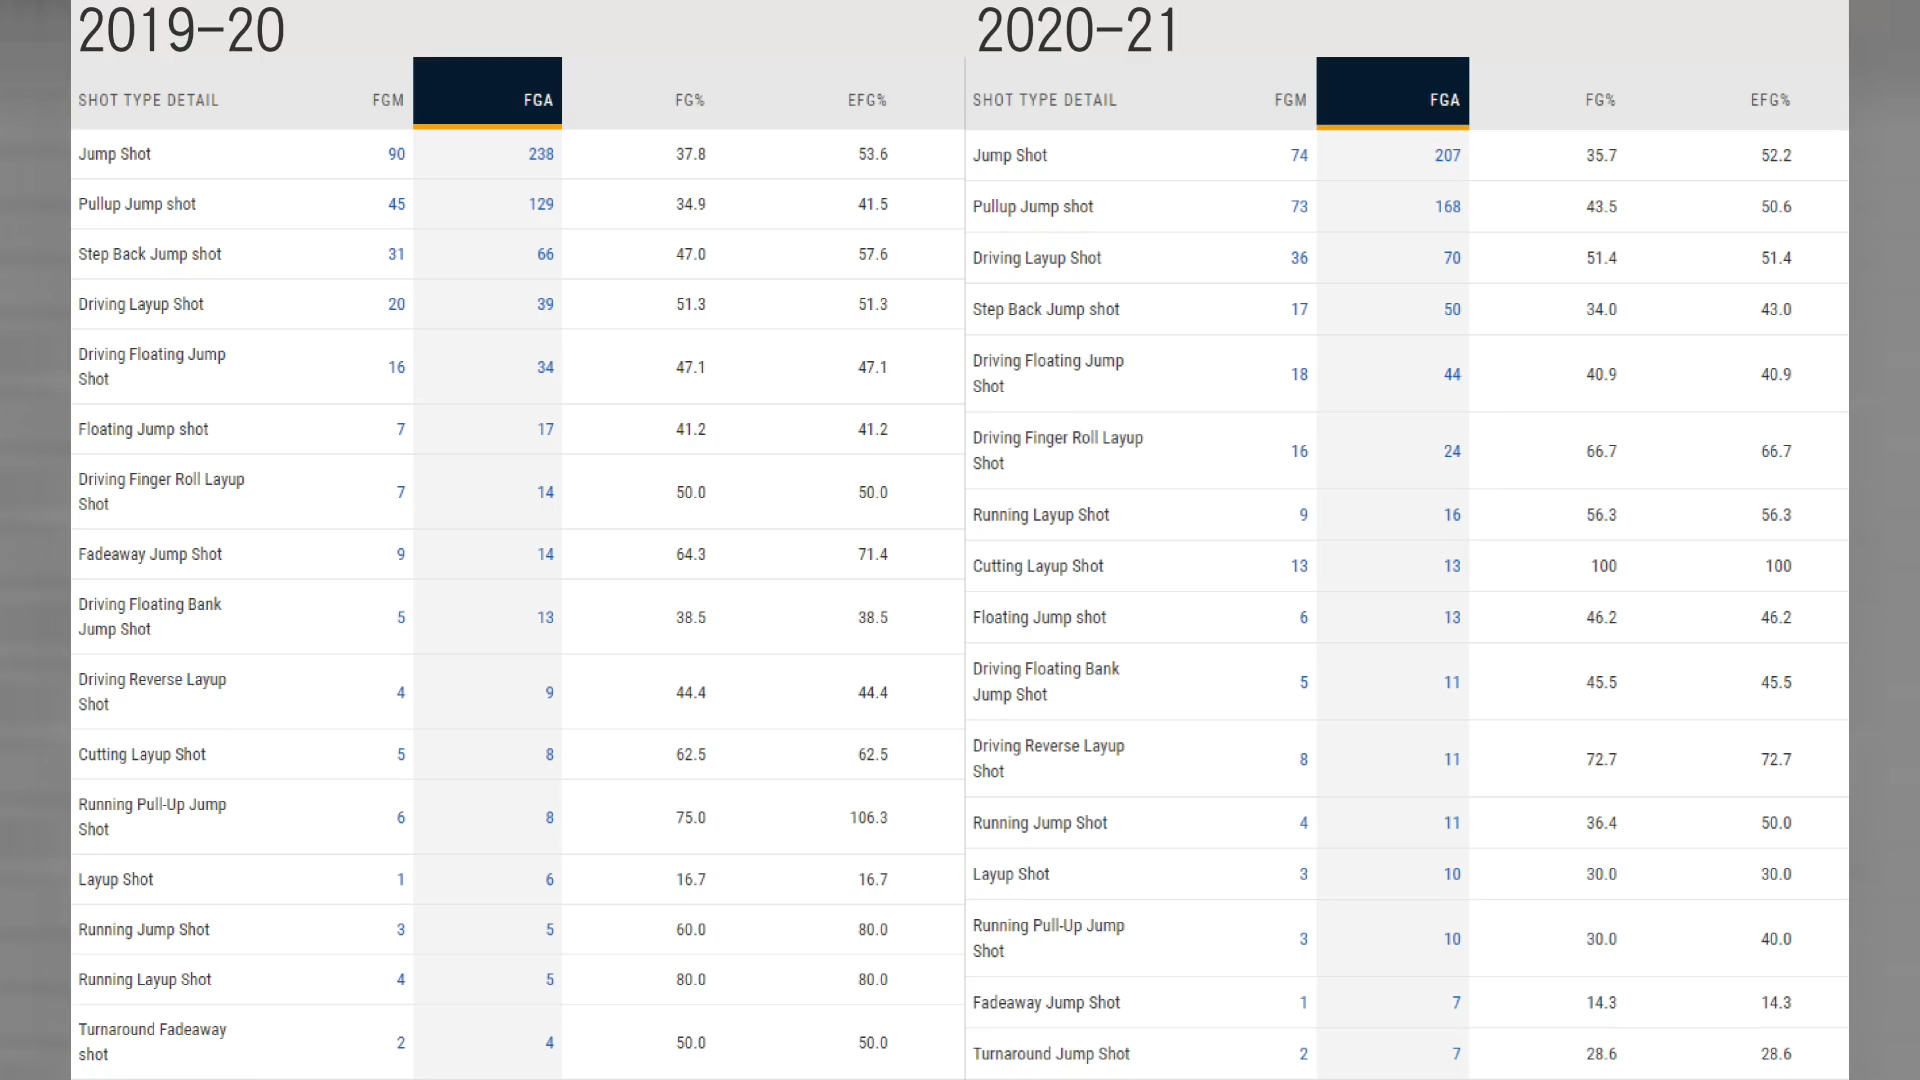 2019-20
SHOT TYPE DETAIL FGM FGA FG% EFG%
Jump Shot 90 238 37.8 53.6
Pullup Jump shot 45 129 34.9 41.5
Step Back Jump shot 31 66 47.0 57.6
Driving Layup Shot 20 39 51.3 51.3
Driving Floating Jump
Shot 16 34 47.1 47.1
Floating Jump shot 7 17 41.2 41.2
Driving Finger Roll Layup
Shot 7 14 50.0 50.0
Fadeaway Jump Shot 9 14 64.3 71.4
Driving Floating Bank
Jump Shot 5 13 38.5 38.5
Driving Reverse Layup
Shot 4 9 44.4 44.4
Cutting Layup Shot 5 8 62.5 62.5
Running Pull-Up Jump
Shot 6 8 75.0 106.3
Layup Shot 1 6 16.7 16.7
Running Jump Shot 3 5 60.0 80.0
Running Layup Shot 4 5 80.0 80.0
Turnaround Fadeaway
shot 2 4 50.0 50.0
2020-21
SHOT TYPE DETAIL FGM FGA FG% EFG%
Jump Shot 74 207 35.7 52.2
Pullup Jump shot 73 168 43.5 50.6
Driving Layup Shot 36 70 51.4 51.4
Step Back Jump shot 17 50 34.0 43.0
Driving Floating Jump
Shot 18 44 40.9 40.9
Driving Finger Roll Layup
Shot 16 24 66.7 66.7
Running Layup Shot 9 16 56.3 56.3
Cutting Layup Shot 13 13 100 100
Floating Jump shot 6 13 46.2 46.2
Driving Floating Bank
Jump Shot 5 11 45.5 45.5
Driving Reverse Layup
Shot 8 11 72.7 72.7
Running Jump Shot 4 11 36.4 50.0
Layup Shot 3 10 30.0 30.0
Running Pull-Up Jump
Shot 3 10 30.0 40.0
Fadeaway Jump Shot 1 7 14.3 14.3
Turnaround Jump Shot 2 7 28.6 28.6